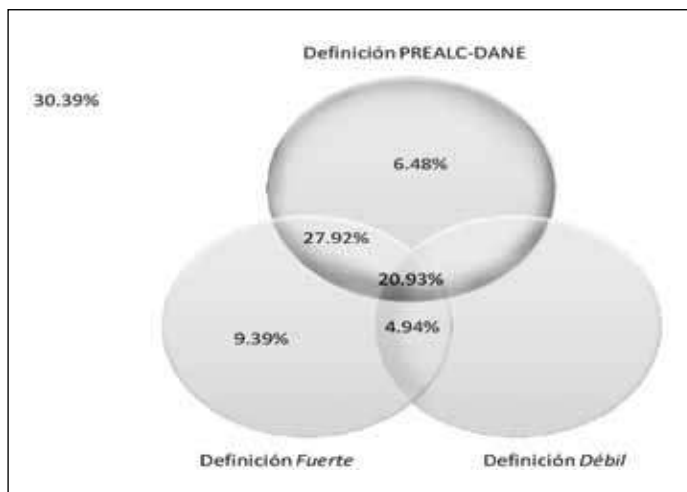 Definición PREALC-DANE
30.39%
6.48%
27.92%
20.93%
9.39%
4.94%
Definición Fuerte
Definición Débil